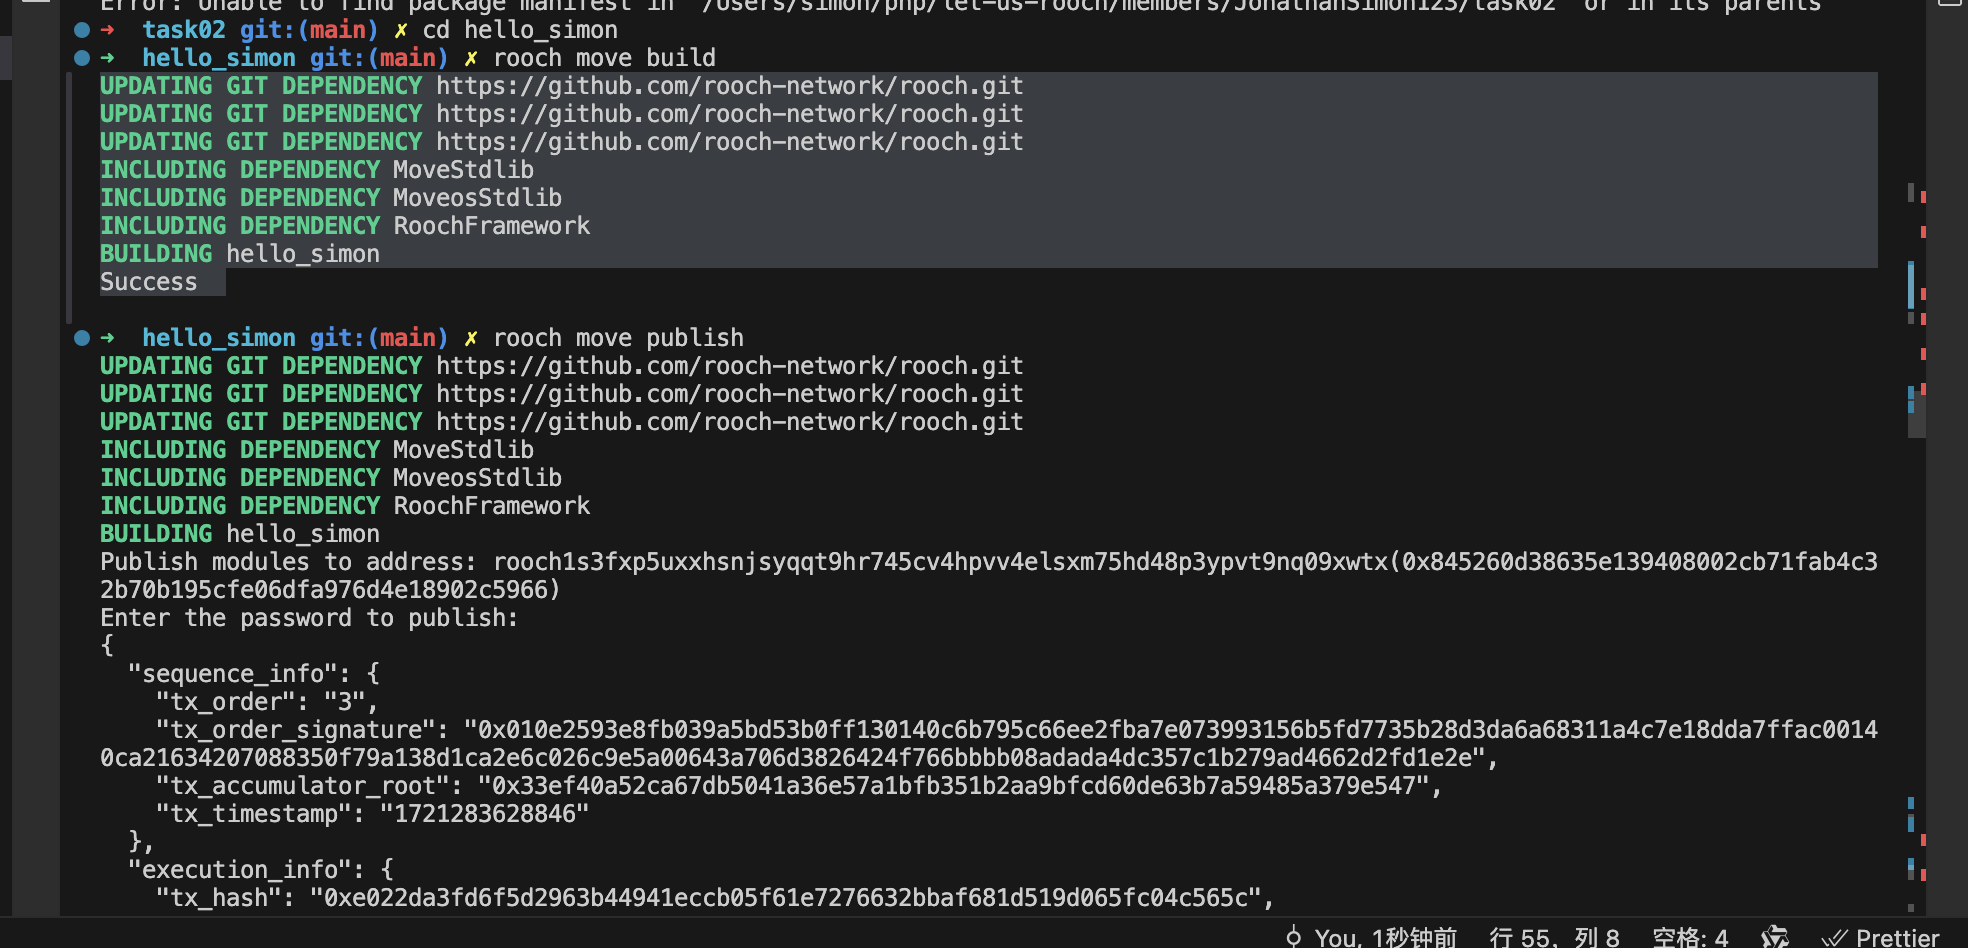 Error: Unable to find package manifest in '/Users/simon/php/let-us-rooch/members/JonathanSimon123/task02' or in its parents
➜  task02 git:(main) ✗ cd hello_simon
➜  hello_simon git:(main) ✗ rooch move build
UPDATING GIT DEPENDENCY https://github.com/rooch-network/rooch.git
UPDATING GIT DEPENDENCY https://github.com/rooch-network/rooch.git
UPDATING GIT DEPENDENCY https://github.com/rooch-network/rooch.git
INCLUDING DEPENDENCY MoveStdlib
INCLUDING DEPENDENCY MoveosStdlib
INCLUDING DEPENDENCY RoochFramework
BUILDING hello_simon
Success
➜  hello_simon git:(main) ✗ rooch move publish
UPDATING GIT DEPENDENCY https://github.com/rooch-network/rooch.git
UPDATING GIT DEPENDENCY https://github.com/rooch-network/rooch.git
UPDATING GIT DEPENDENCY https://github.com/rooch-network/rooch.git
INCLUDING DEPENDENCY MoveStdlib
INCLUDING DEPENDENCY MoveosStdlib
INCLUDING DEPENDENCY RoochFramework
BUILDING hello_simon
Publish modules to address: rooch1s3fxp5uxxhsnjsyqqt9hr745cv4hpvv4elsxm75hd48p3ypvt9nq09xwtx(0x845260d38635e139408002cb71fab4c3
2b70b195cfe06dfa976d4e18902c5966)
Enter the password to publish:
{
"sequence_info": {
"tx_order": "3",
"tx_order_signature": "0x010e2593e8fb039a5bd53b0ff130140c6b795c66ee2fba7e073993156b5fd7735b28d3da6a68311a4c7e18dda7ffac0014
0ca21634207088350f79a138d1ca2e6c026c9e5a00643a706d3826424f766bbbb08adada4dc357c1b279ad4662d2fd1e2e",
"tx_accumulator_root": "0x33ef40a52ca67db5041a36e57a1bfb351b2aa9bfcd60de63b7a59485a379e547",
"tx_timestamp": "1721283628846"
},
"execution_info": {
"tx_hash": "0xe022da3fd6f5d2963b44941eccb05f61e7276632bbaf681d519d065fc04c565c",
You, 1秒钟前 行 55, 列 8 空格: 4 Prettier